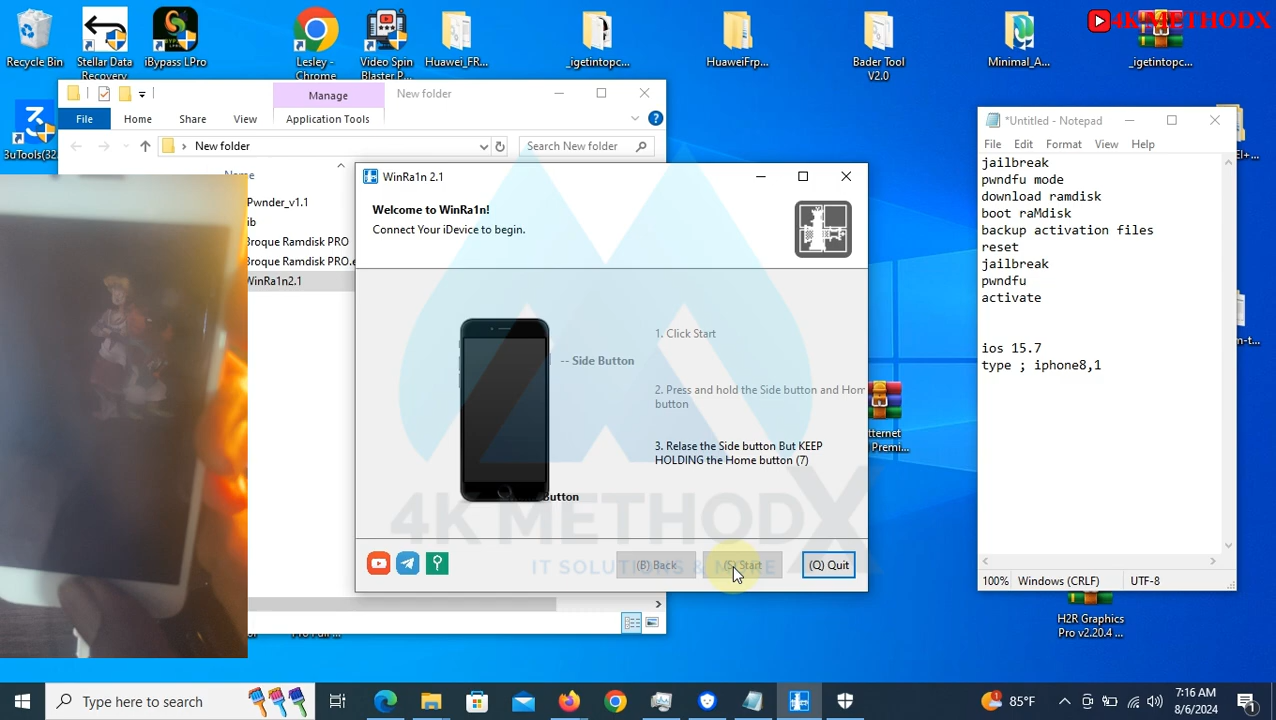 4K METHODX
Recycle Bin
Stellar Data
Recovery
iBypass LPro
Lesley -
Chrome
Video Spin
Blaster P...
Huawei_FR...
_igetintopc...
HuaweiFrp...
Bader Tool
V2.0
Minimal_A...
_igetintopc...
3uTools(32
Manage
New folder
File
Home
Share
View
Application Tools
New folder
Search New folder
Name
Pwnder_v1.1
ib
Broque Ramdisk PRO
Broque Ramdisk PRO.e
WinRa1n2.1
WinRa1n 2.1
Welcome to WinRa1n!
Connect Your iDevice to begin.
1. Click Start
-- Side Button
2. Press and hold the Side button and Hom
button
3. Relase the Side button But KEEP
HOLDING the Home button (7)
Button
4K METHODX
IT SOLUTIONS & MORE
(B) Back
(S) Start
(Q) Quit
*Untitled - Notepad
File
Edit
Format
View
Help
jailbreak
pwndfu mode
download ramdisk
boot raMdisk
backup activation files
reset
jailbreak
pwndfu
activate
ios 15.7
type ; iphone8,1
100%
Windows (CRLF)
UTF-8
tternet
Premi...
H2R Graphics
Pro v2.20.4 ...
Type here to search
85°F
7:16 AM
8/6/2024